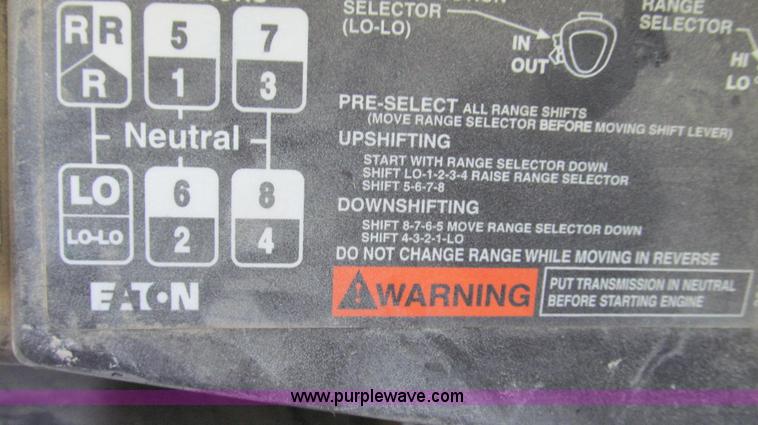 SELECTOR
(LO-LO)
IN
OUT
RANGE
SELECTOR
HI
LO
R R 5 7
R 1 3
Neutral
LO 6 8
LO-LO 2 4
EATON
PRE-SELECT ALL RANGE SHIFTS
(MOVE RANGE SELECTOR BEFORE MOVING SHIFT LEVER)
UPSHIFTING
START WITH RANGE SELECTOR DOWN
SHIFT LO-1-2-3-4 RAISE RANGE SELECTOR
SHIFT 5-6-7-8
DOWNSHIFTING
SHIFT 8-7-6-5 MOVE RANGE SELECTOR DOWN
SHIFT 4-3-2-1-LO
DO NOT CHANGE RANGE WHILE MOVING IN REVERSE
WARNING
PUT TRANSMISSION IN NEUTRAL
BEFORE STARTING ENGINE
www.purplewave.com